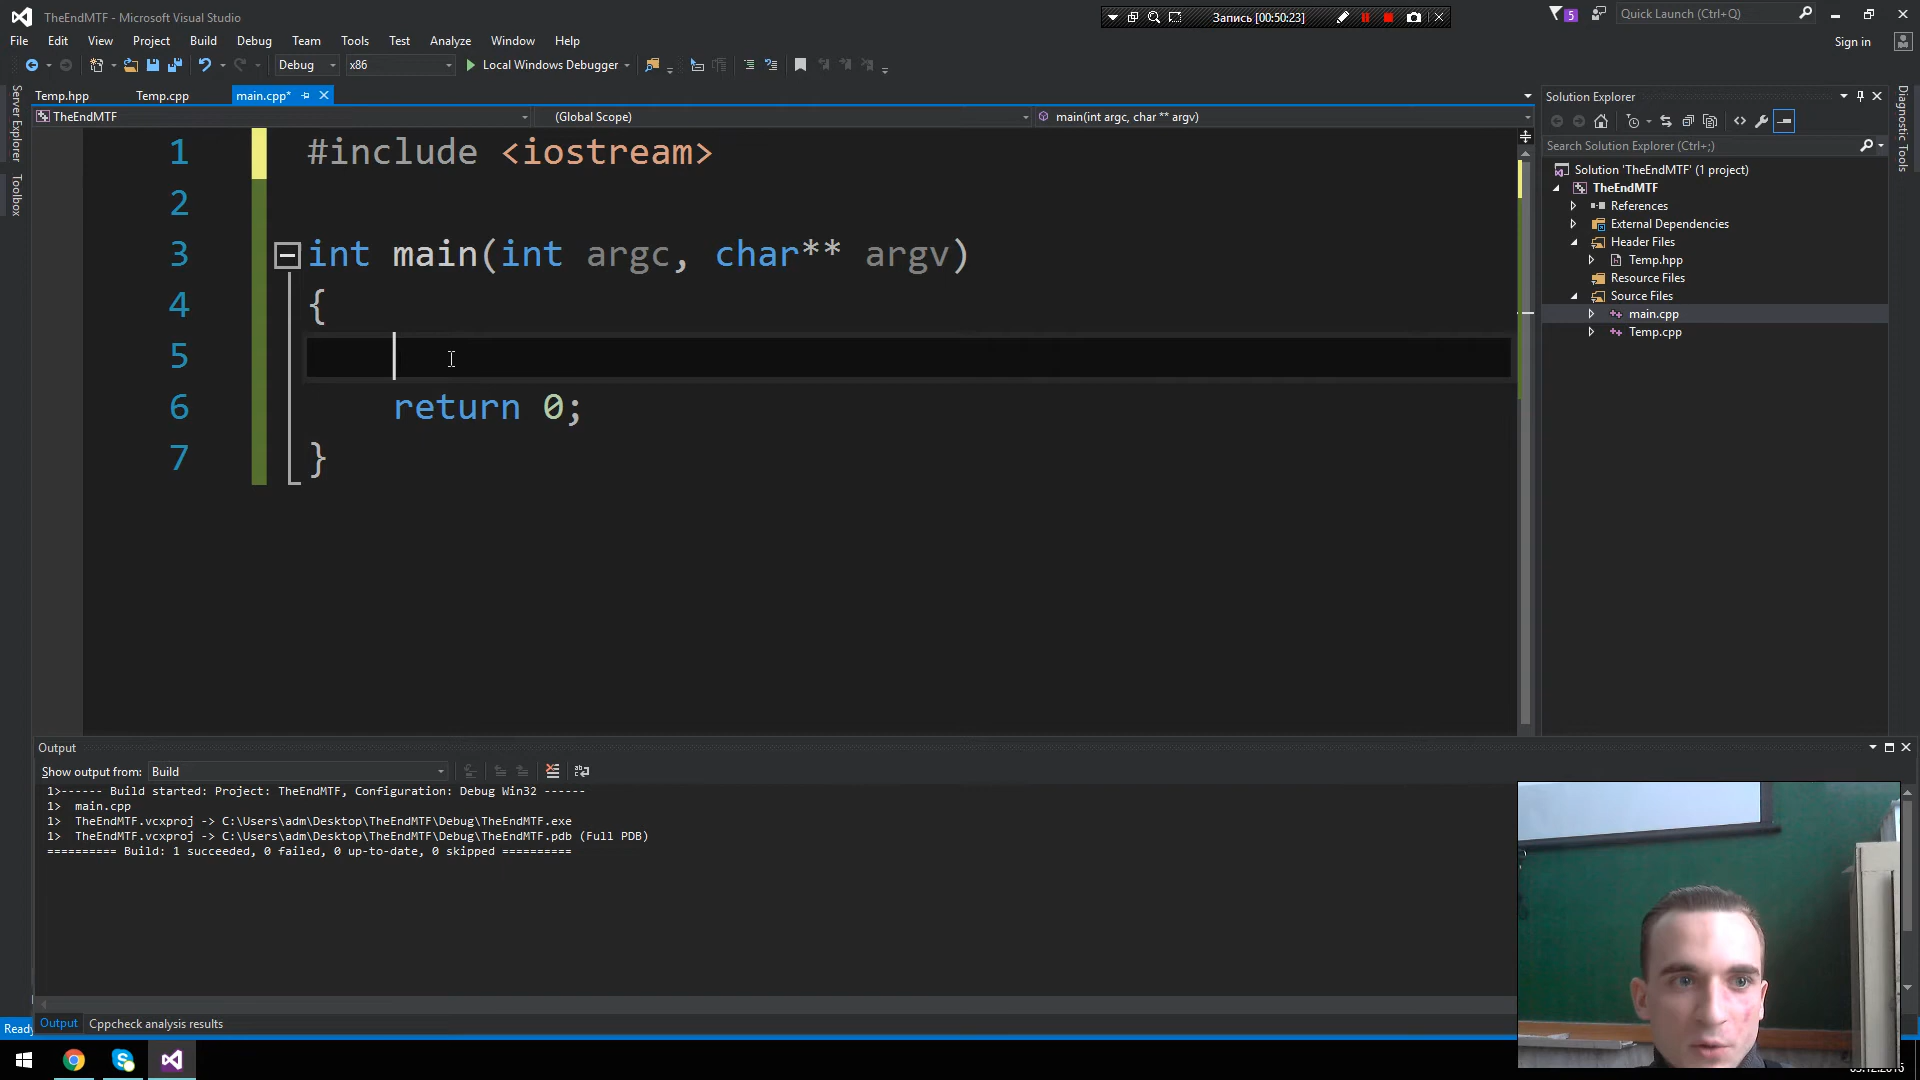 TheEndMTF - Microsoft Visual Studio
Запись [00:50:23]
5
Quick Launch (Ctrl+Q)
File Edit View Project Build Debug Team Tools Test Analyze Window Help
Sign in
Debug x86 Local Windows Debugger
Temp.hpp Temp.cpp main.cpp*
TheEndMTF (Global Scope) main(int argc, char ** argv)
Server Explorer
Toolbox
1 #include <iostream>
2
3 int main(int argc, char** argv)
4 {
5
6 return 0;
7 }
Solution Explorer
Search Solution Explorer (Ctrl+;)
Solution 'TheEndMTF' (1 project)
TheEndMTF
References
External Dependencies
Header Files
Temp.hpp
Resource Files
Source Files
main.cpp
Temp.cpp
Diagnostic Tools
Output
Show output from: Build
1>------ Build started: Project: TheEndMTF, Configuration: Debug Win32 ------
1> main.cpp
1> TheEndMTF.vcxproj -> C:\Users\adm\Desktop\TheEndMTF\Debug\TheEndMTF.exe
1> TheEndMTF.vcxproj -> C:\Users\adm\Desktop\TheEndMTF\Debug\TheEndMTF.pdb (Full PDB)
========== Build: 1 succeeded, 0 failed, 0 up-to-date, 0 skipped ==========
Output Cppcheck analysis results
Ready